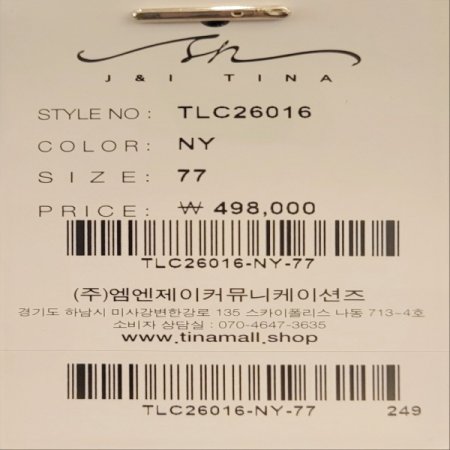 J & I TINA
STYLE NO : TLC26016
COLOR: NY
SIZE: 77
PRICE: ₩ 498,000
TLC26016-NY-77
(주)엠엔제이커뮤니케이션즈
경기도 하남시 미사강변한강로 135 스카이폴리스 나동 713-4호
소비자 상담실 : 070-4647-3635
www.tinamall.shop
TLC26016-NY-77 249